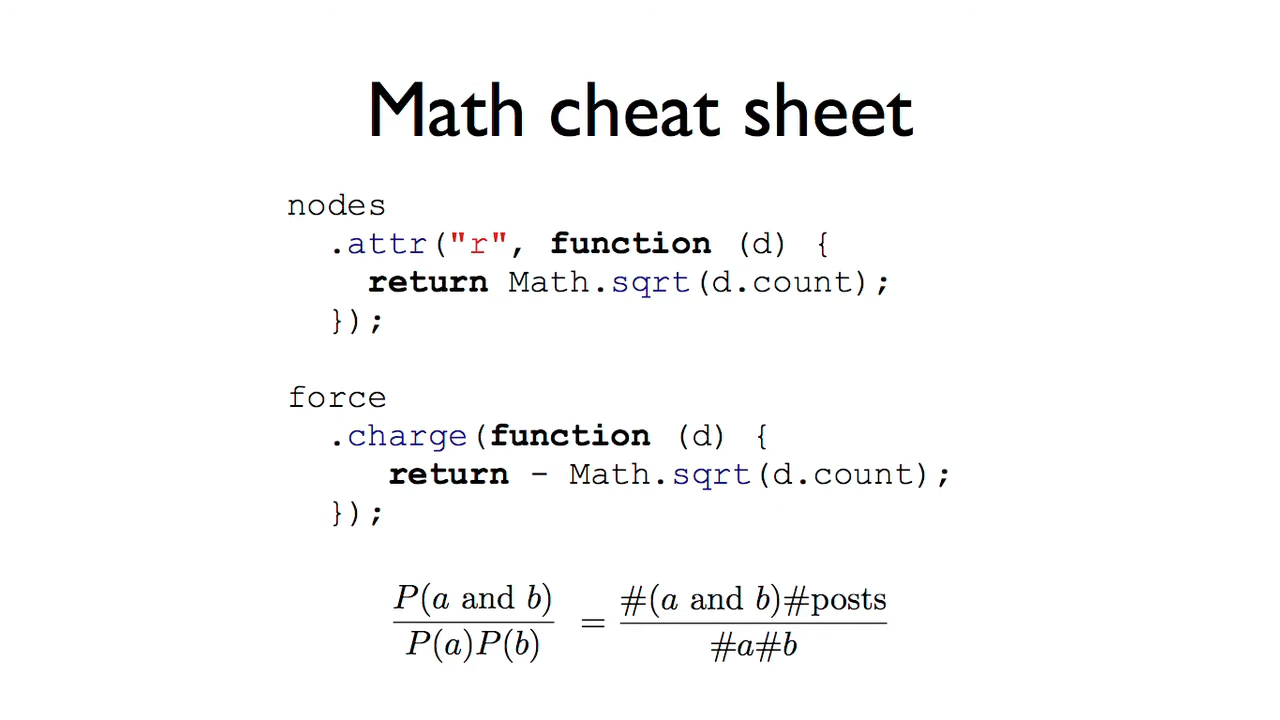 Math cheat sheet
nodes
.attr("r", function (d) {
return Math.sqrt(d.count);
});
force
.charge(function (d) {
return - Math.sqrt(d.count);
});
P(a and b) / P(a)P(b) = #(a and b)#posts / #a#b